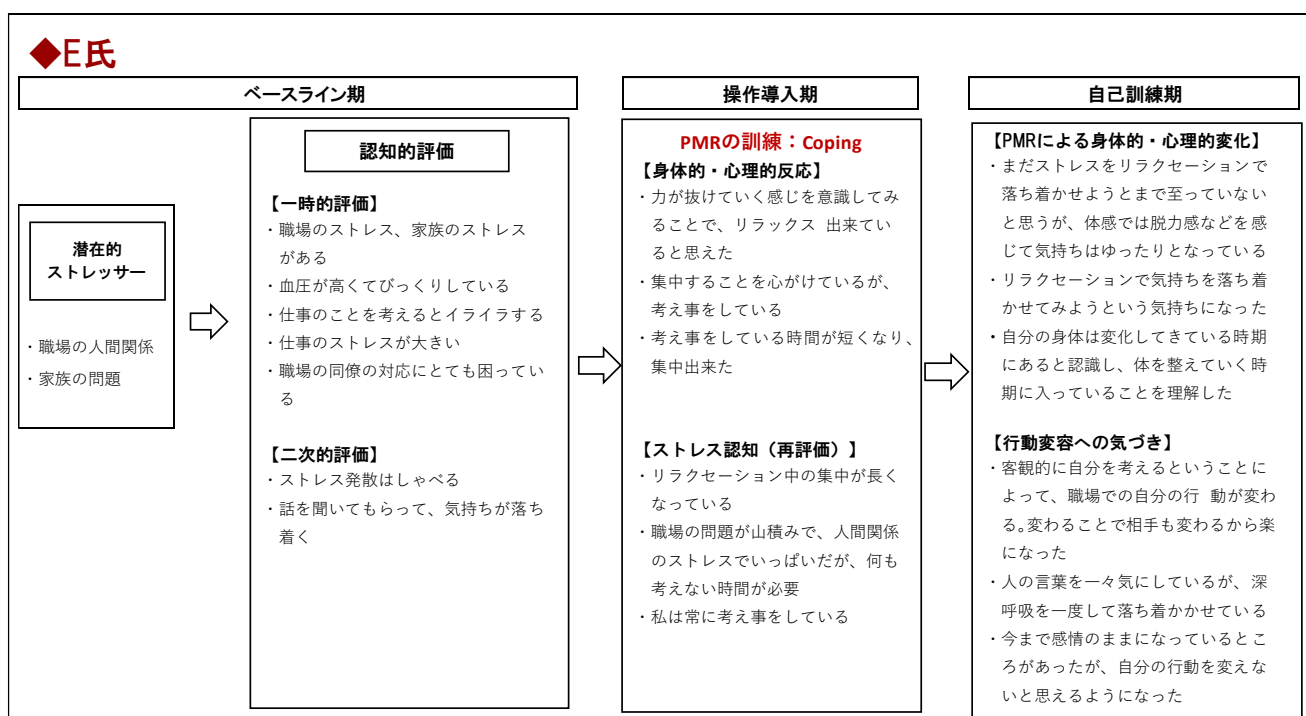 ◆E氏
ベースライン期
潜在的
ストレッサー
・職場の人間関係
・家族の問題
認知的評価
【一時的評価】
・職場のストレス、家族のストレス
がある
・血圧が高くてびっくりしている
・仕事のことを考えるとイライラする
・仕事のストレスが大きい
・職場の同僚の対応にとても困ってい
る
【二次的評価】
・ストレス発散はしゃべる
・話を聞いてもらって、気持ちが落ち
着く
操作導入期
PMRの訓練：Coping
【身体的・心理的反応】
・力が抜けていく感じを意識してみ
ることで、リラックス 出来てい
ると思えた
・集中することを心がけているが、
考え事をしている
・考え事をしている時間が短くなり、
集中出来た
【ストレス認知（再評価）】
・リラクセーション中の集中が長く
なっている
・職場の問題が山積みで、人間関係
のストレスでいっぱいだが、何も
考えない時間が必要
・私は常に考え事をしている
自己訓練期
【PMRによる身体的・心理的変化】
・まだストレスをリラクセーションで
落ち着かせようとまで至っていない
と思うが、体感では脱力感などを感
じて気持ちはゆったりとなっている
・リラクセーションで気持ちを落ち着
かせてみようという気持ちになった
・自分の身体は変化してきている時期
にあると認識し、体を整えていく時
期に入っていることを理解した
【行動変容への気づき】
・客観的に自分を考えるということに
よって、職場での自分の行 動が変わ
る。変わることで相手も変わるから楽
になった
・人の言葉を一々気にしているが、深
呼吸を一度して落ち着かかせている
・今まで感情のままになっているとこ
ろがあったが、自分の行動を変えな
いと思えるようになった